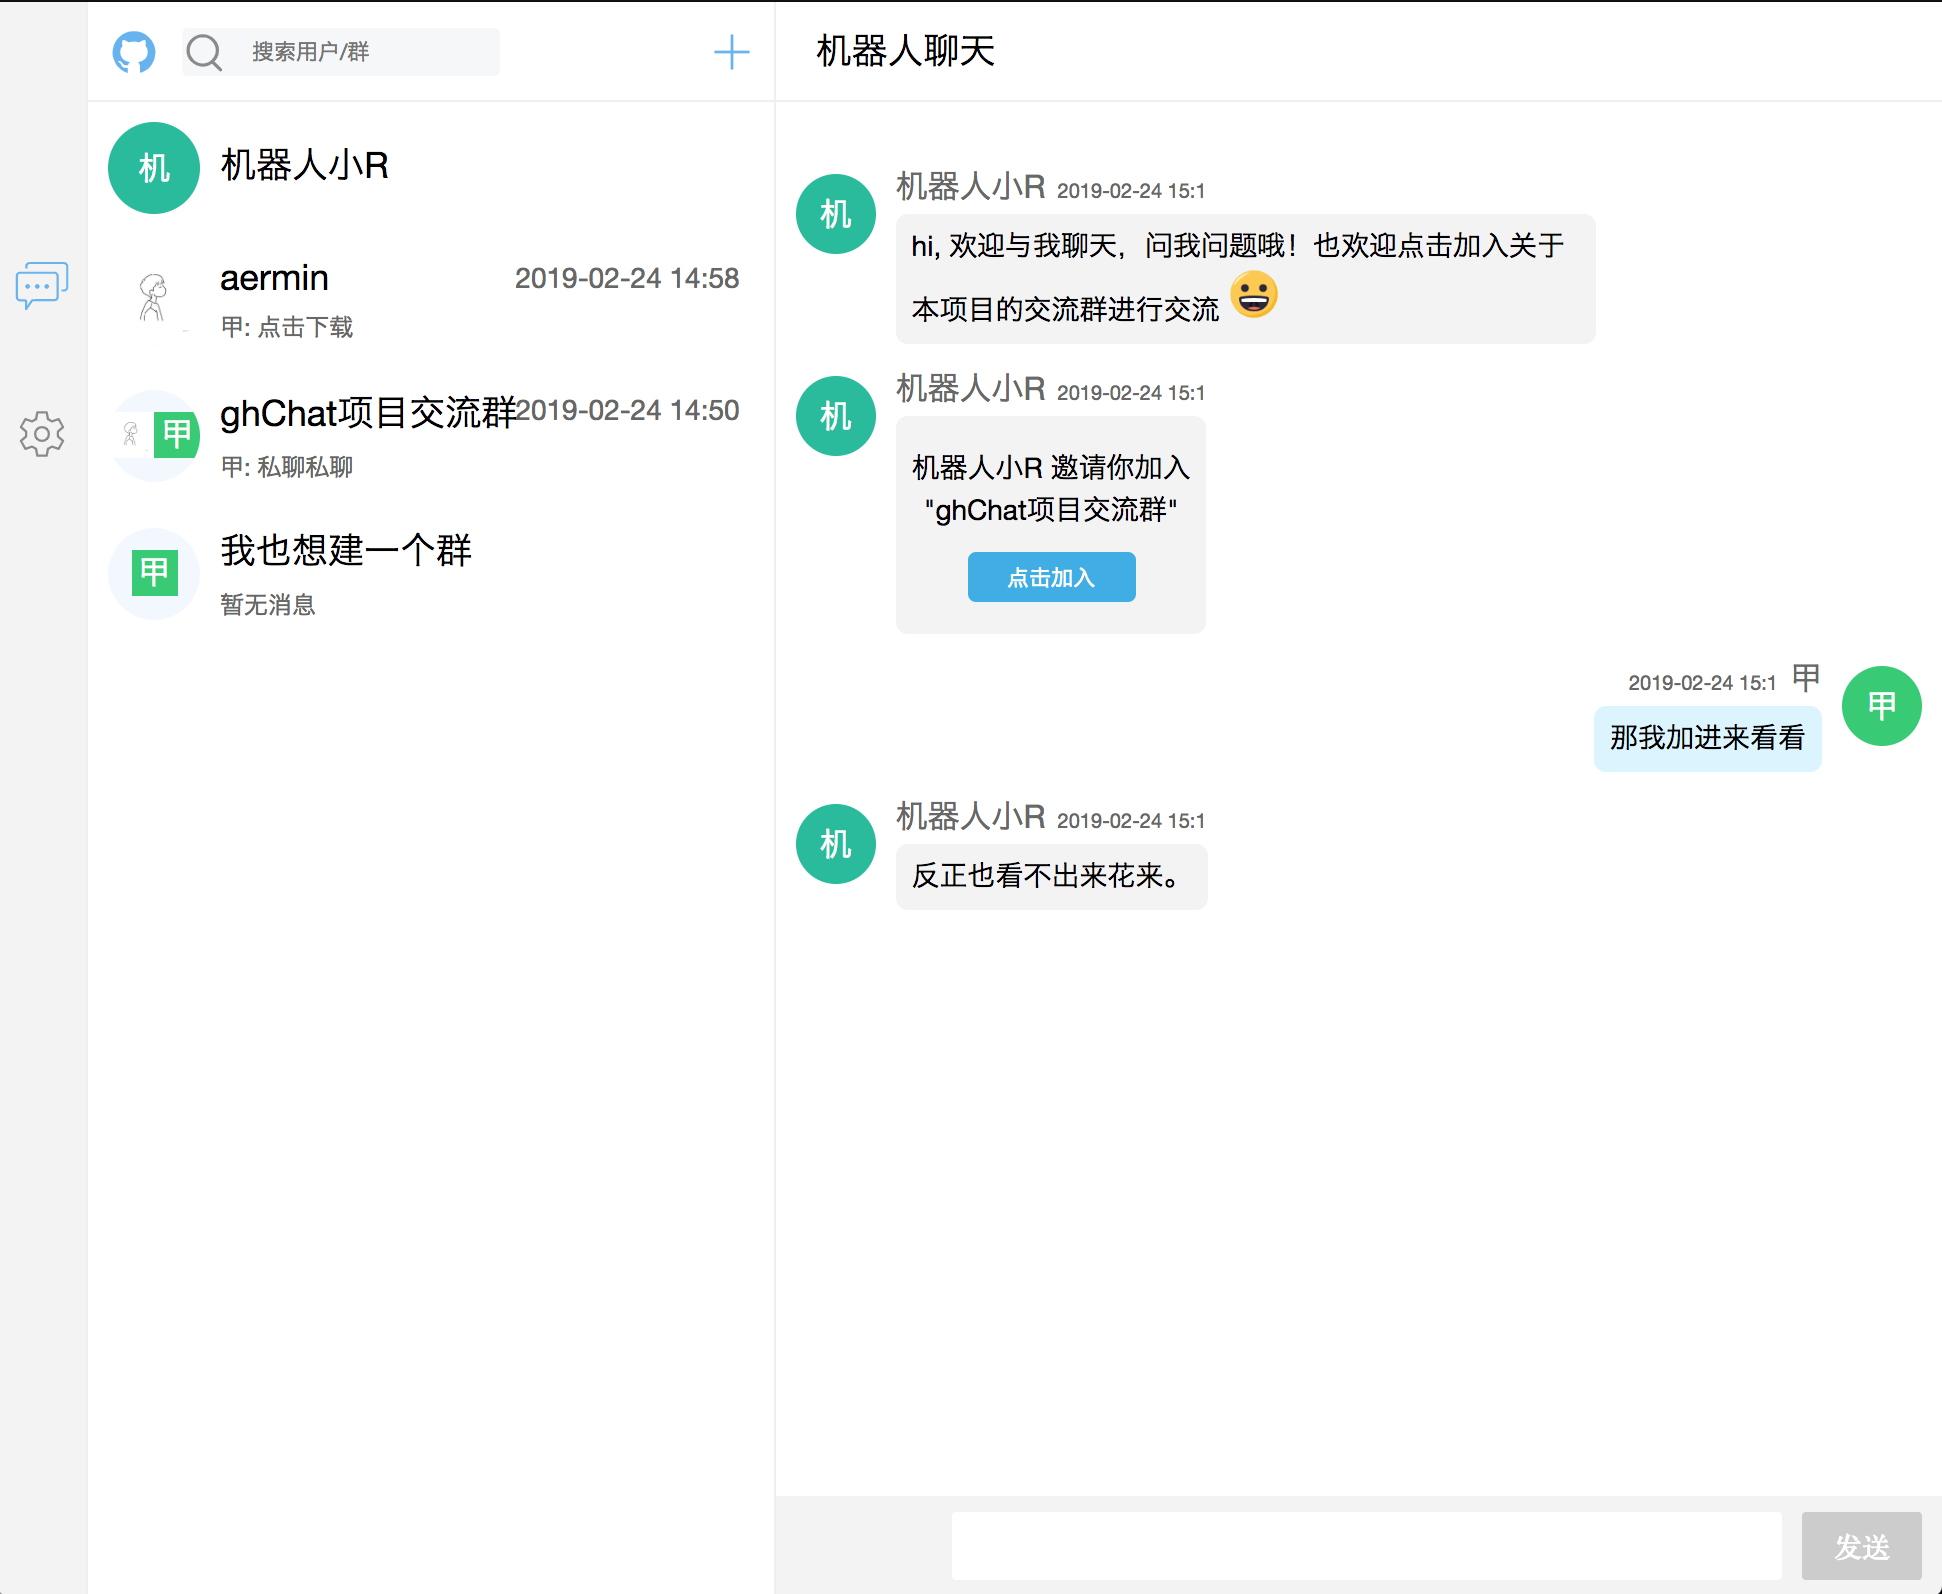 搜索用户/群
机
机器人小R
aermin
2019-02-24 14:58
甲: 点击下载
甲
ghChat项目交流群
2019-02-24 14:50
甲: 私聊私聊
甲
我也想建一个群
暂无消息
机器人聊天
机
机器人小R 2019-02-24 15:1
hi, 欢迎与我聊天，问我问题哦！也欢迎点击加入关于
本项目的交流群进行交流
机
机器人小R 2019-02-24 15:1
机器人小R 邀请你加入
"ghChat项目交流群"
点击加入
2019-02-24 15:1 甲
甲
那我加进来看看
机
机器人小R 2019-02-24 15:1
反正也看不出来花来。
发送